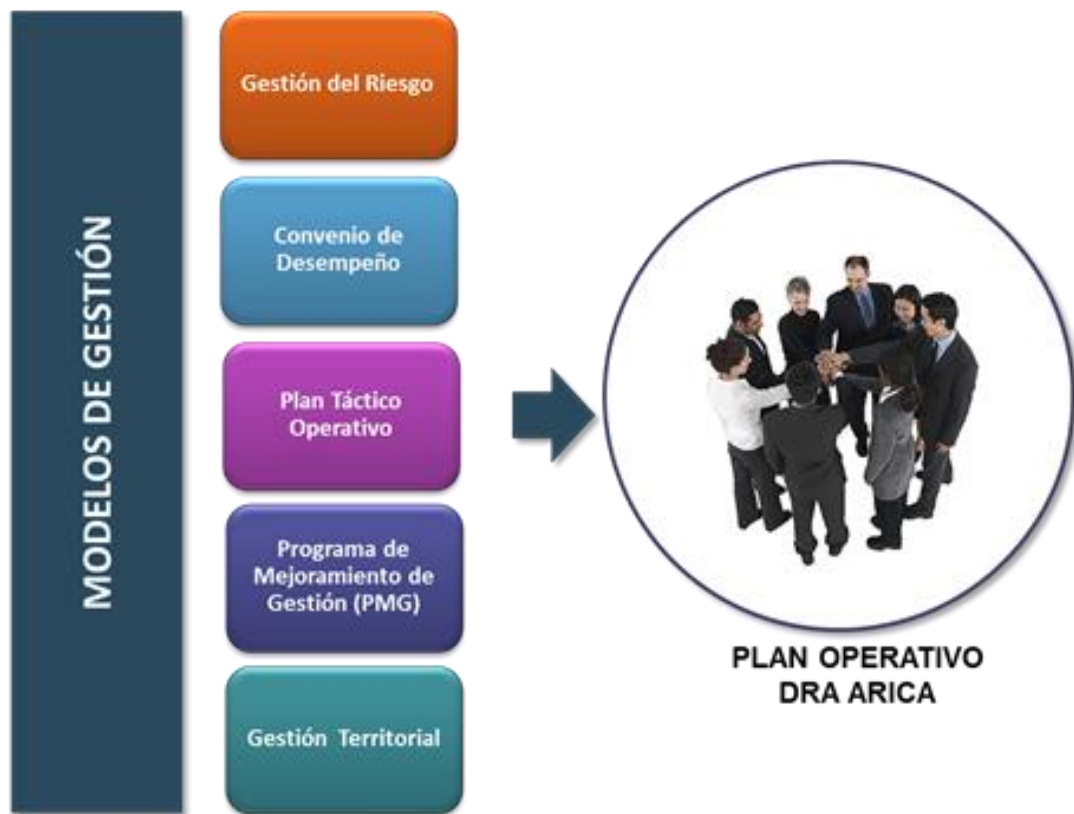 MODELOS DE GESTIÓN
Gestión del Riesgo
Convenio de
Desempeño
Plan Táctico
Operativo
Programa de
Mejoramiento de
Gestión (PMG)
Gestión Territorial
PLAN OPERATIVO
DRA ARICA